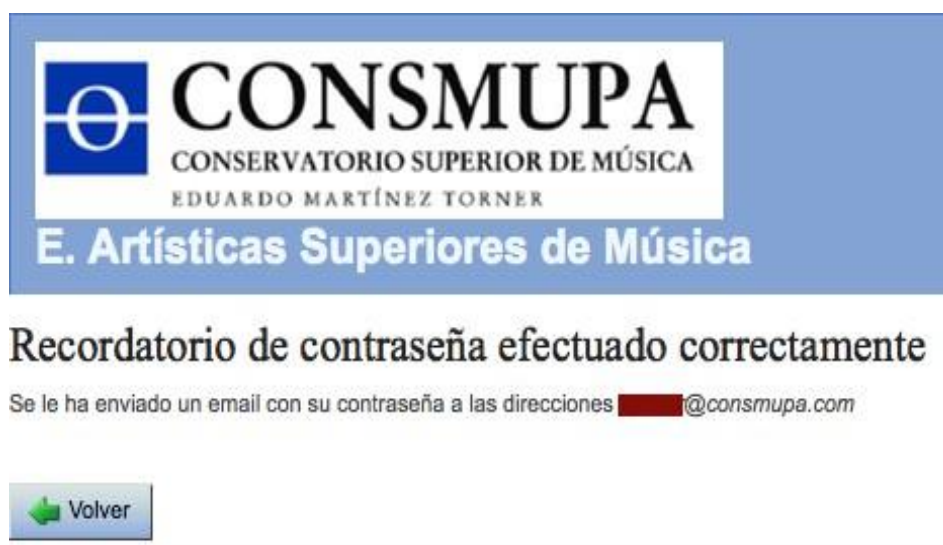 CONSMUPA
CONSERVATORIO SUPERIOR DE MÚSICA
EDUARDO MARTÍNEZ TORNER
E. Artísticas Superiores de Música
Recordatorio de contraseña efectuado correctamente
Se le ha enviado un email con su contraseña a las direcciones @consmupa.com
Volver